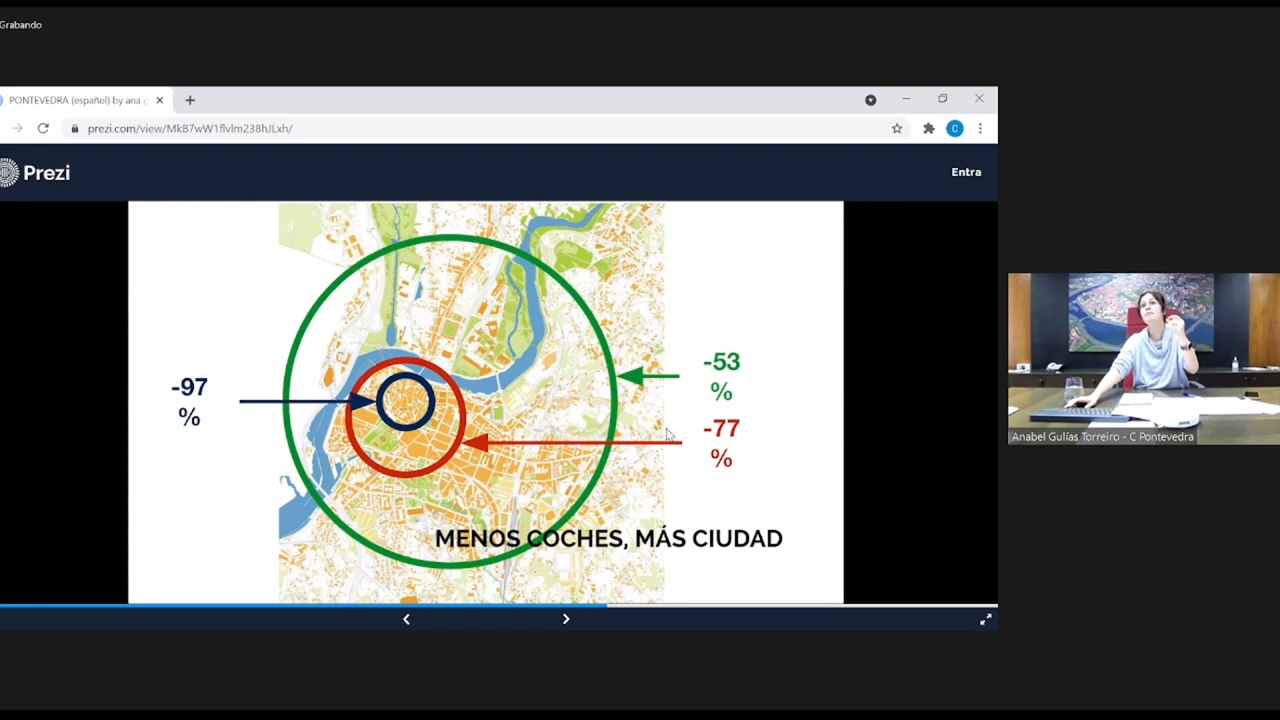 Grabando
PONTEVEDRA (español) by ana g
prezi.com/view/MkB7wW1flvlm238hJLxh/
C
Prezi
Entra
-97
%
-53
%
-77
%
MENOS COCHES, MÁS CIUDAD
Anabel Gulías Torreiro - C Pontevedra